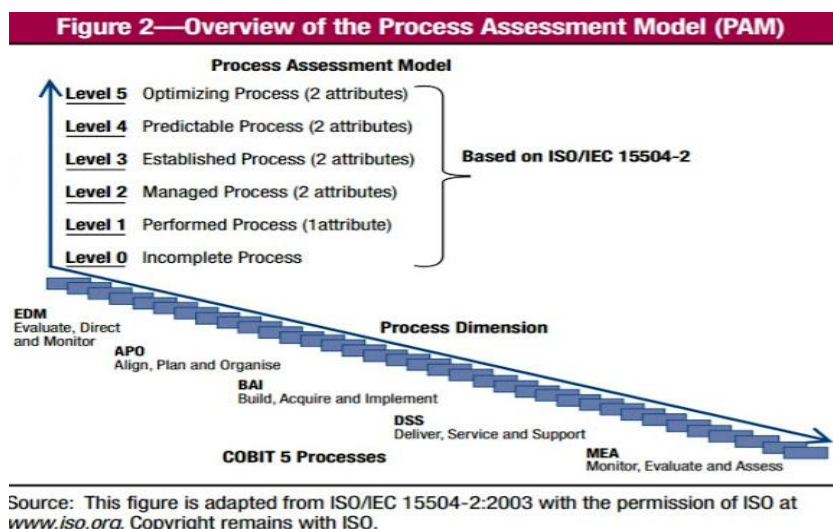 Figure 2—Overview of the Process Assessment Model (PAM)
Process Assessment Model
Level 5 Optimizing Process (2 attributes)
Level 4 Predictable Process (2 attributes)
Level 3 Established Process (2 attributes)
Based on ISO/IEC 15504-2
Level 2 Managed Process (2 attributes)
Level 1 Performed Process (1attribute)
Level 0 Incomplete Process
EDM
Evaluate, Direct
and Monitor
Process Dimension
APO
Align, Plan and Organise
BAI
Build, Acquire and Implement
DSS
Deliver, Service and Support
COBIT 5 Processes
MEA
Monitor, Evaluate and Assess
Source: This figure is adapted from ISO/IEC 15504-2:2003 with the permission of ISO at
www.iso.org. Copyright remains with ISO.